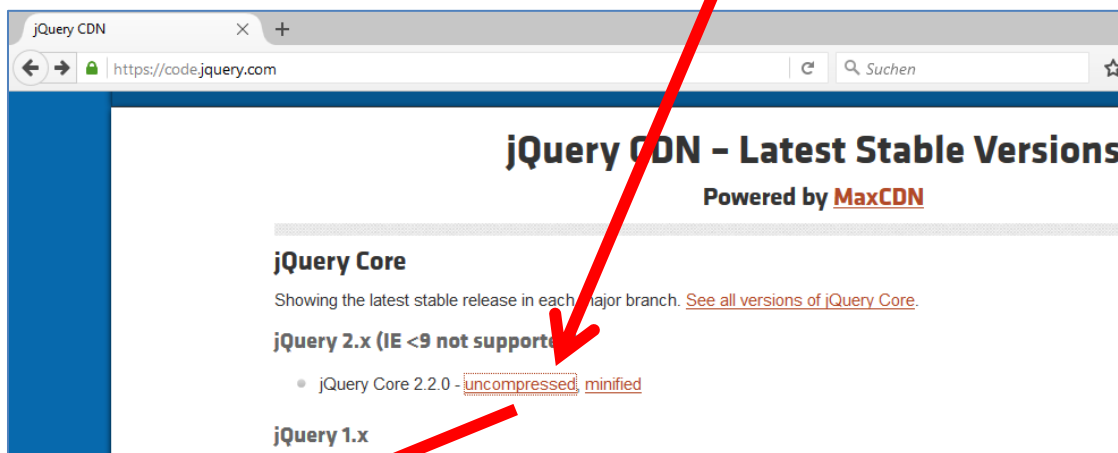 jQuery CDN
https://code.jquery.com
Suchen
jQuery CDN – Latest Stable Versions
Powered by MaxCDN
jQuery Core
Showing the latest stable release in each major branch. See all versions of jQuery Core.
jQuery 2.x (IE <9 not supported)
jQuery Core 2.2.0 - uncompressed, minified
jQuery 1.x